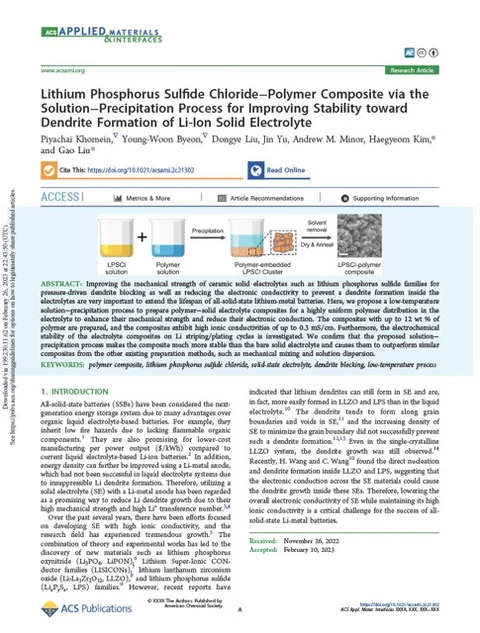 ACS APPLIED MATERIALS
& INTERFACES
www.acsami.org
Research Article
Lithium Phosphorus Sulfide Chloride−Polymer Composite via the
Solution−Precipitation Process for Improving Stability toward
Dendrite Formation of Li-Ion Solid Electrolyte
Piyachai Khomein,▽ Young-Woon Byeon,▽ Dongye Liu, Jin Yu, Andrew M. Minor, Haegyeom Kim,*
and Gao Liu*
Cite This: https://doi.org/10.1021/acsami.2c21302
Read Online
ACCESS
Metrics & More
Article Recommendations
Supporting Information
LPSCl
solution
+
Polymer
solution
Precipitation
Polymer-embedded
LPSCl Cluster
Solvent
removal
Dry & Anneal
LPSCl-polymer
composite
ABSTRACT: Improving the mechanical strength of ceramic solid electrolytes such as lithium phosphorus sulfide families for
pressure-driven dendrite blocking as well as reducing the electronic conductivity to prevent a dendrite formation inside the
electrolytes are very important to extend the lifespan of all-solid-state lithium-metal batteries. Here, we propose a low-temperature
solution−precipitation process to prepare polymer−solid electrolyte composites for a highly uniform polymer distribution in the
electrolyte to enhance their mechanical strength and reduce their electronic conduction. The composites with up to 12 wt % of
polymer are prepared, and the composites exhibit high ionic conductivities of up to 0.3 mS/cm. Furthermore, the electrochemical
stability of the electrolyte composites on Li striping/plating cycles is investigated. We confirm that the proposed solution−
precipitation process makes the composite much more stable than the bare solid electrolyte and causes them to outperform similar
composites from the other existing preparation methods, such as mechanical mixing and solution dispersion.
KEYWORDS: polymer composite, lithium phosphorus sulfide chloride, solid-state electrolyte, dendrite blocking, low-temperature process
1. INTRODUCTION
All-solid-state batteries (SSBs) have been considered the next-
generation energy storage system due to many advantages over
organic liquid electrolyte-based batteries. For example, they
inherit low fire hazards due to lacking flammable organic
components.1 They are also promising for lower-cost
manufacturing per power output ($/kWh) compared to
current liquid electrolyte-based Li-ion batteries.2 In addition,
energy density can further be improved using a Li-metal anode,
which had not been successful in liquid electrolyte systems due
to insuppressible Li dendrite formation. Therefore, utilizing a
solid electrolyte (SE) with a Li-metal anode has been regarded
as a promising way to reduce Li dendrite growth due to their
high mechanical strength and high Li+ transference number.3,4
Over the past several years, there have been efforts focused
on developing SE with high ionic conductivity, and the
research field has experienced tremendous growth.5 The
combination of theory and experimental works has led to the
discovery of new materials such as lithium phosphorus
oxynitride (Li3PO4, LiPON),6 Lithium Super-Ionic CON-
ductor families (LISICONs),7 lithium lanthanum zirconium
oxide (Li7La3Zr2O12, LLZO),8 and lithium phosphorus sulfide
(LixPySz, LPS) families.9 However, recent reports have
indicated that lithium dendrites can still form in SE and are,
in fact, more easily formed in LLZO and LPS than in the liquid
electrolyte.10 The dendrite tends to form along grain
boundaries and voids in SE,11 and the increasing density of
SE to minimize the grain boundary did not successfully prevent
such a dendrite formation.12,13 Even in the single-crystalline
LLZO system, the dendrite growth was still observed.14
Recently, H. Wang and C. Wang10 found the direct nucleation
and dendrite formation inside LLZO and LPS, suggesting that
the electronic conduction across the SE materials could cause
the dendrite growth inside these SEs. Therefore, lowering the
overall electronic conductivity of SE while maintaining its high
ionic conductivity is a critical challenge for the success of all-
solid-state Li-metal batteries.
Received: November 26, 2022
Accepted: February 10, 2023
ACS Publications
© XXXX The Authors. Published by
American Chemical Society
A
https://doi.org/10.1021/acsami.2c21302
ACS Appl. Mater. Interfaces XXXX, XXX, XXX−XXX
Downloaded via 199.230.11.62 on February 26, 2023 at 22:43:50 (UTC).
See https://pubs.acs.org/sharingguidelines for options on how to legitimately share published articles.